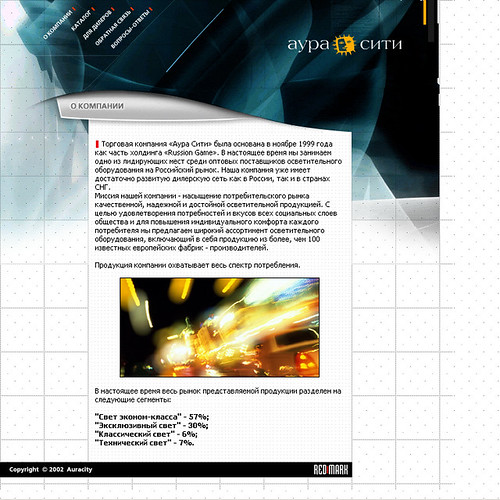 О КОМПАНИИ
КАТАЛОГ
ДЛЯ ДИЛЕРОВ
ОБРАТНАЯ СВЯЗЬ
ВОПРОСЫ-ОТВЕТЫ
аура сити
О КОМПАНИИ
Торговая компания «Аура Сити» была основана в ноябре 1999 года
как часть холдинга «Russion Game». В настоящее время мы занимаем
одно из лидирующих мест среди оптовых поставщиков осветительного
оборудования на Российский рынок. Наша компания уже имеет
достаточно развитую дилерскую сеть как в России, так и в странах
СНГ.
Миссия нашей компании - насыщение потребительского рынка
качественной, надежной и достойной осветительной продукцией. С
целью удовлетворения потребностей и вкусов всех социальных слоев
общества и для повышения индивидуального комфорта каждого
потребителя мы предлагаем широкий ассортимент осветительного
оборудования, включающий в себя продукцию из более, чем 100
известных европейских фабрик - производителей.
Продукция компании охватывает весь спектр потребления.
В настоящее время весь рынок представляемой продукции разделен на
следующие сегменты:
"Свет эконом-класса" - 57%;
"Эксклюзивный свет" - 30%;
"Классический свет" - 6%;
"Технический свет" - 7%.
Copyright © 2002 Auracity
REDMARK